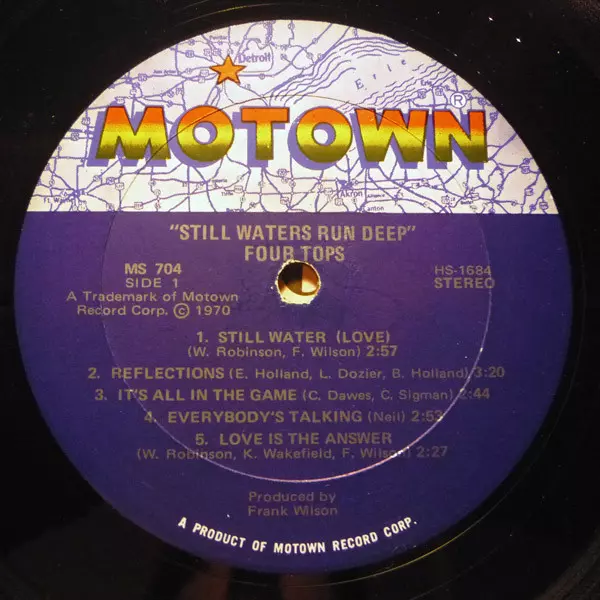 Detroit
Erie
MOTOWN®
Akron
Canton
"STILL WATERS RUN DEEP"
FOUR TOPS
MS 704
SIDE 1
HS-1684
STEREO
A Trademark of Motown
Record Corp. © 1970
1. STILL WATER (LOVE)
(W. Robinson, F. Wilson) 2:57
2. REFLECTIONS (E. Holland, L. Dozier, B. Holland) 3:20
3. IT'S ALL IN THE GAME (C. Dawes, C. Sigman) 2:44
4. EVERYBODY'S TALKING (Neil) 2:53
5. LOVE IS THE ANSWER
(W. Robinson, K. Wakefield, F. Wilson) 2:27
Produced by
Frank Wilson
A PRODUCT OF MOTOWN RECORD CORP.